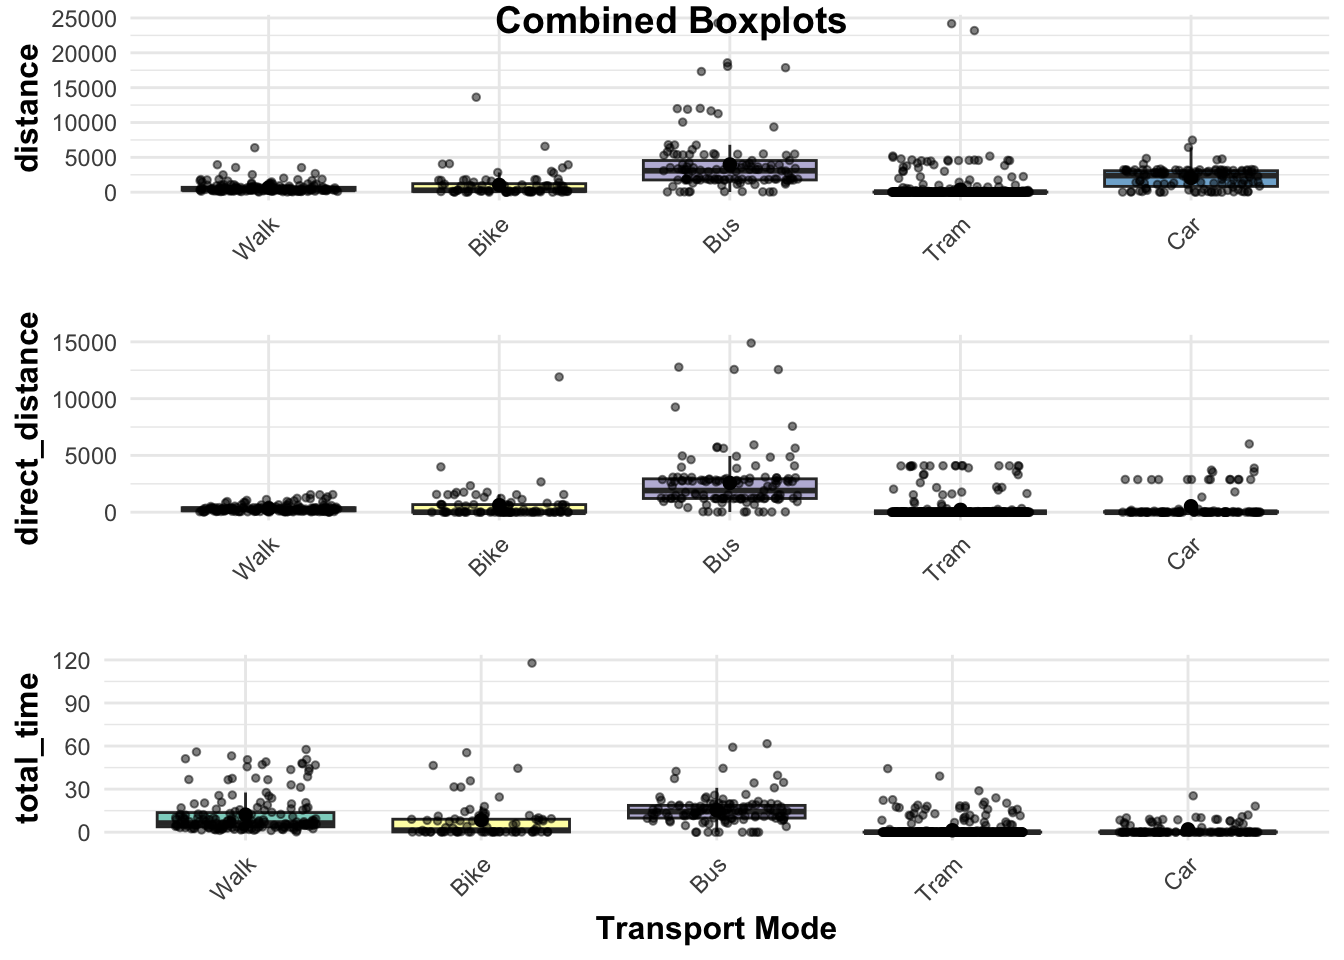 Combined Boxplots
distance
25000
20000
15000
10000
5000
0
Walk Bike Bus Tram Car
direct_distance
15000
10000
5000
0
Walk Bike Bus Tram Car
total_time
120
90
60
30
0
Walk Bike Bus Tram Car
Transport Mode